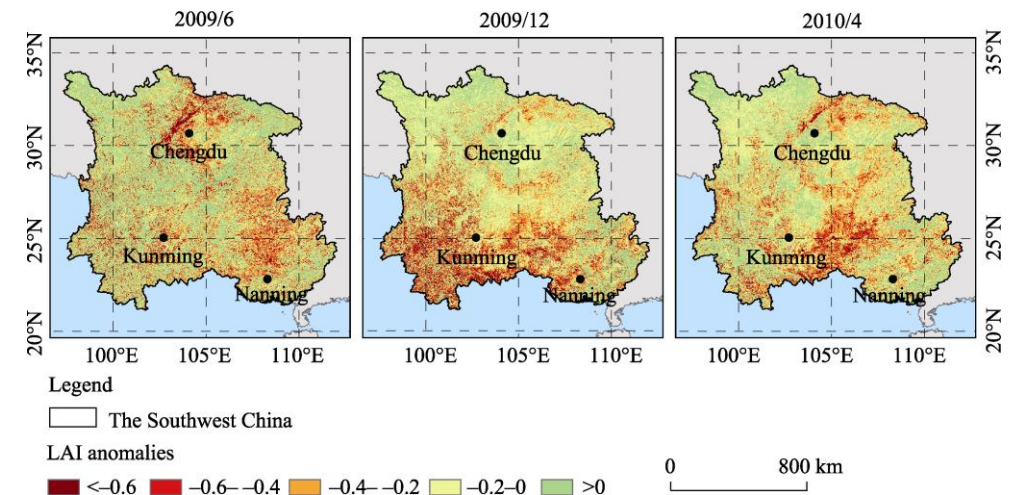 2009/6 2009/12 2010/4
35°N 35°N
Chengdu Chengdu Chengdu
30°N 30°N
25°N 25°N
Kunming Kunming Kunming
Nanning Nanning Nanning
20°N 20°N
100°E 105°E 110°E 100°E 105°E 110°E 100°E 105°E 110°E
Legend
The Southwest China
LAI anomalies
0 800 km
<–0.6 –0.6– –0.4 –0.4– –0.2 –0.2–0 >0